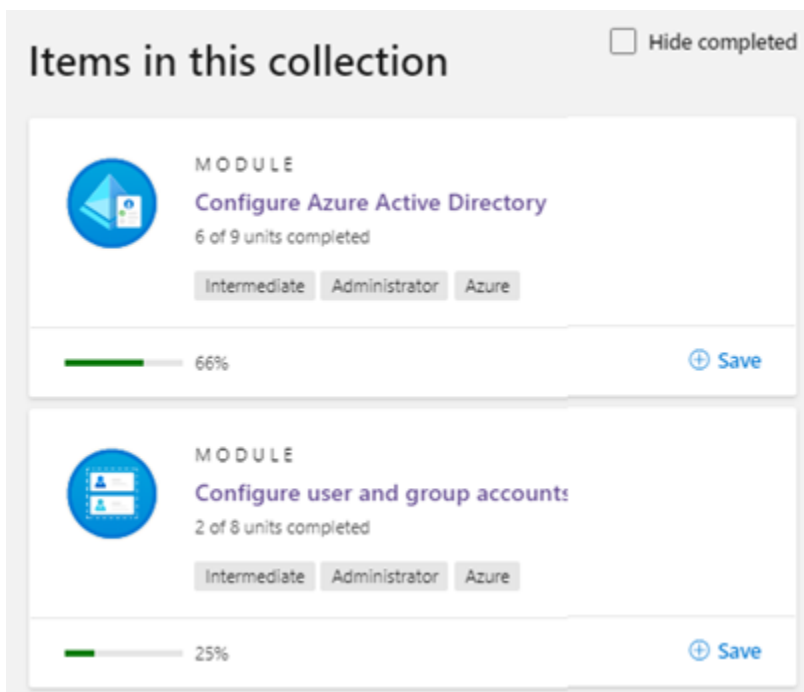 Items in this collection
Hide completed
MODULE
Configure Azure Active Directory
6 of 9 units completed
Intermediate Administrator Azure
66%
Save
MODULE
Configure user and group accounts
2 of 8 units completed
Intermediate Administrator Azure
25%
Save